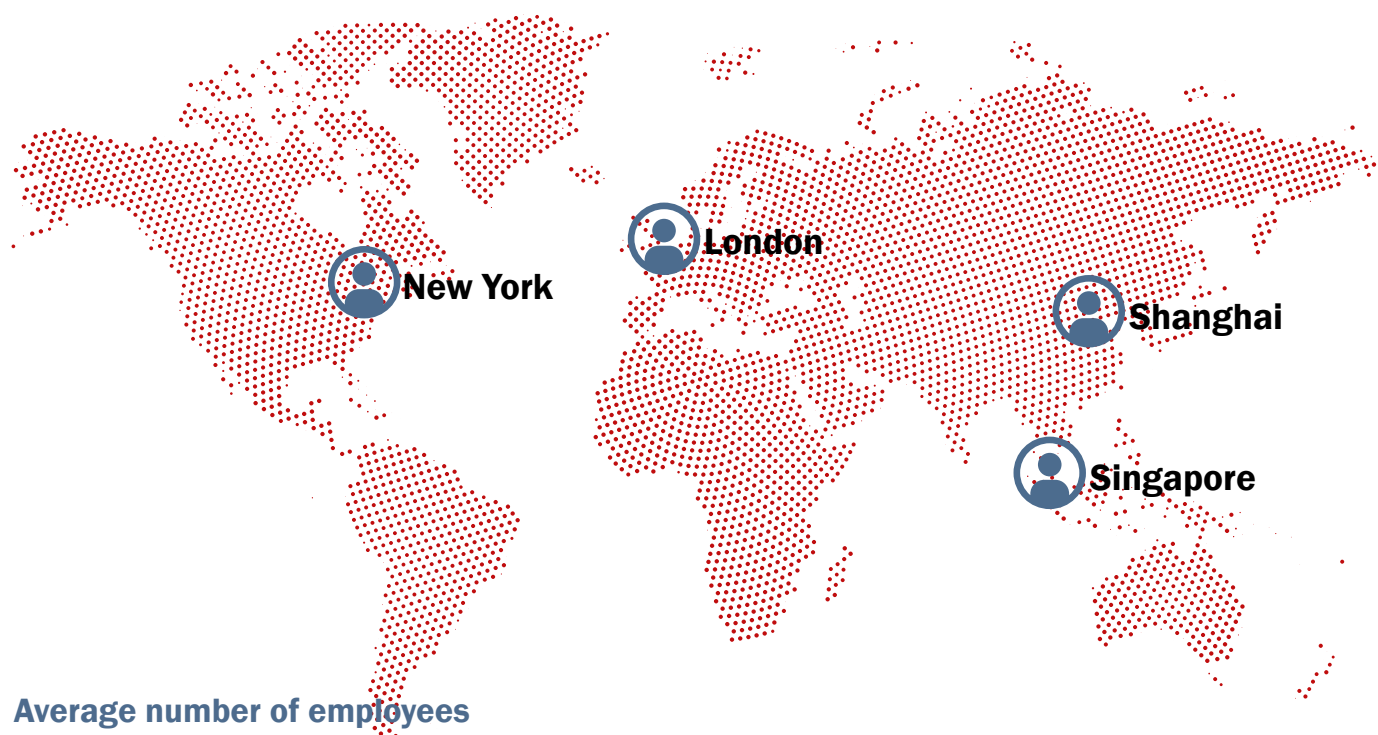 London
New York
Shanghai
Singapore
Average number of employees